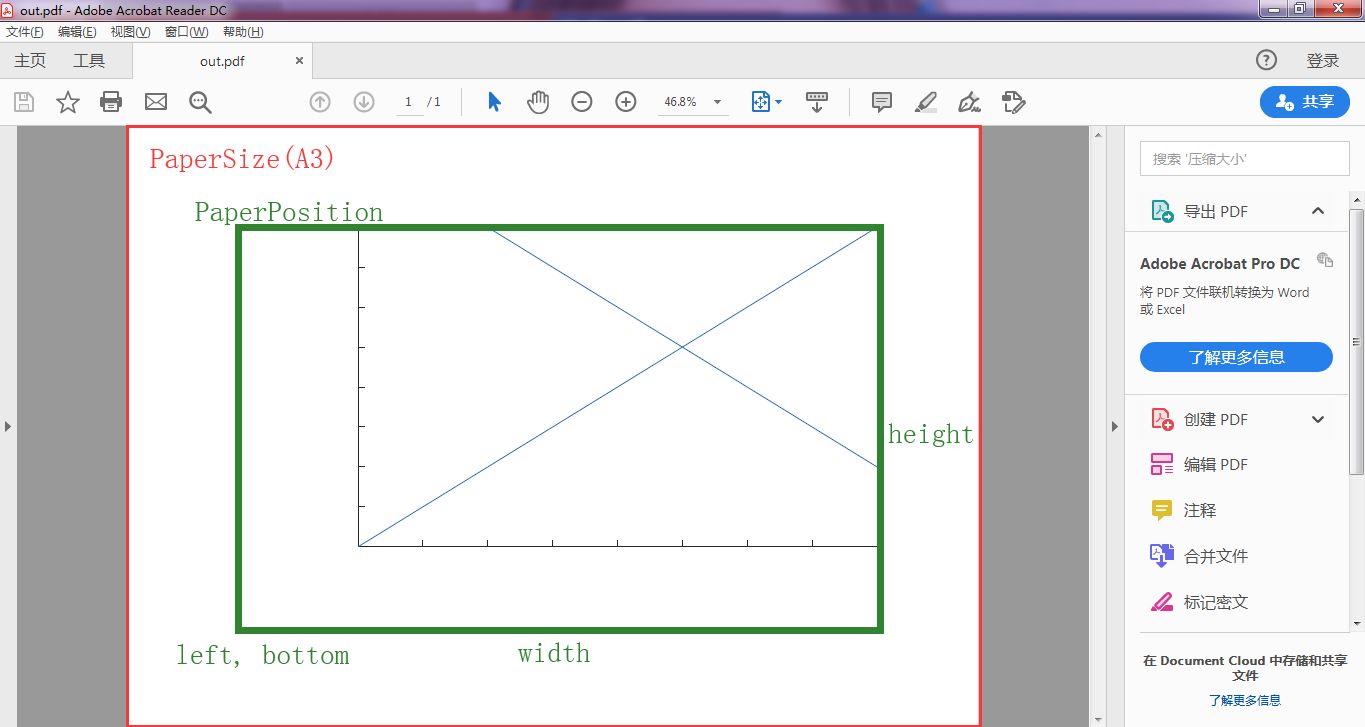 out.pdf - Adobe Acrobat Reader DC
文件(F) 编辑(E) 视图(V) 窗口(W) 帮助(H)
主页 工具 out.pdf × ? 登录
1 / 1 46.8% 共享
PaperSize(A3)
PaperPosition
height
left, bottom
width
搜索 '压缩大小'
导出 PDF
Adobe Acrobat Pro DC
将 PDF 文件联机转换为 Word
或 Excel
了解更多信息
创建 PDF
编辑 PDF
注释
合并文件
标记密文
在 Document Cloud 中存储和共享
文件
了解更多信息